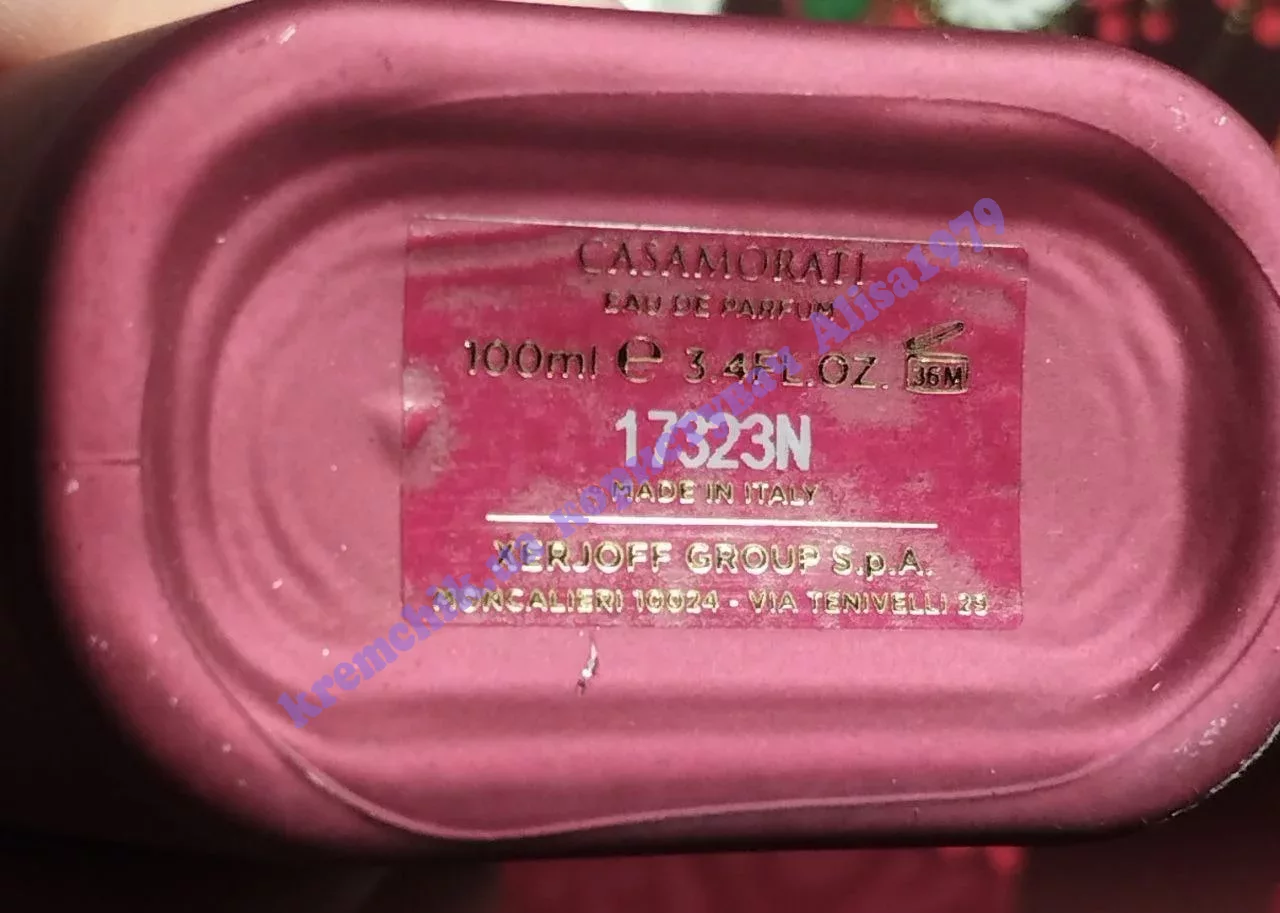 CASAMORATI
EAU DE PARFUM
100ml e 3.4FL.OZ. 36M
17323N
MADE IN ITALY
XERJOFF GROUP S.p.A.
MONCALIERI 10024 - VIA TENIVELLI 29
Alisa1979